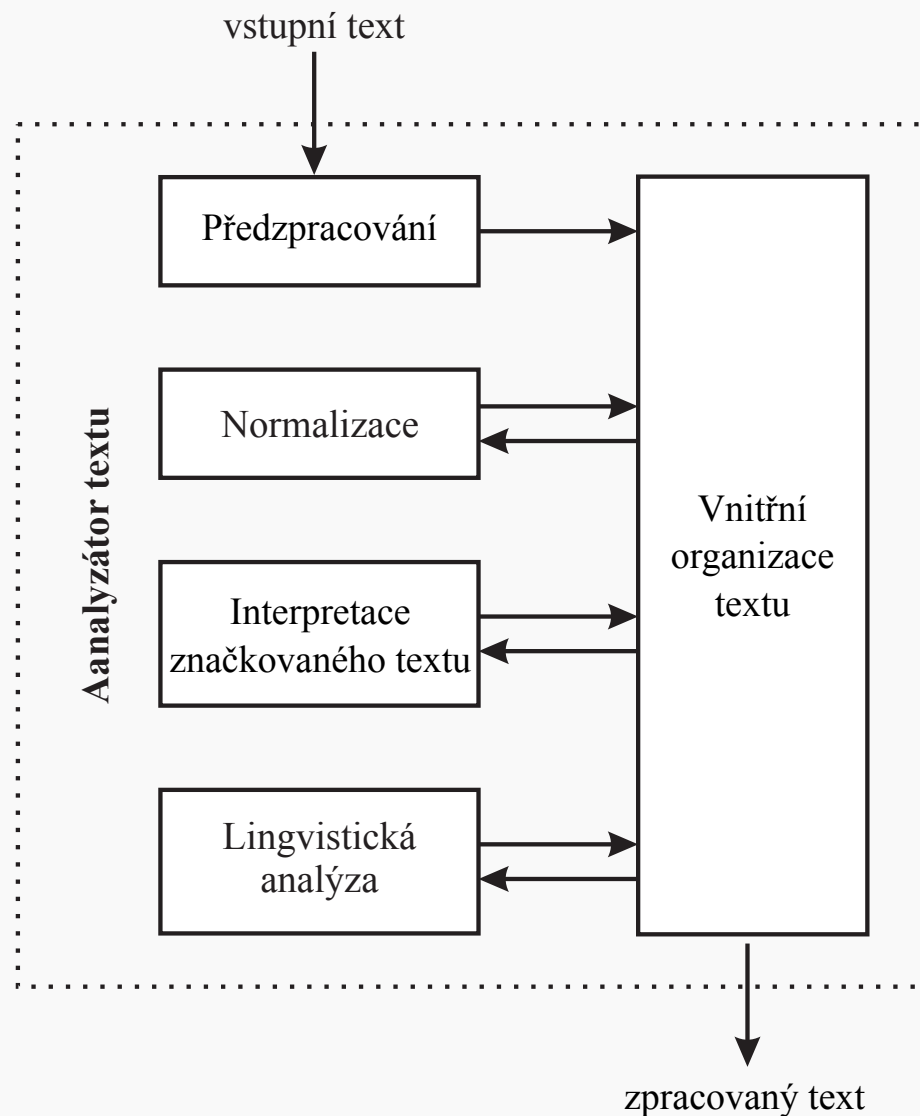 vstupní text
Předzpracování
Normalizace
Aanalyzátor textu
Vnitřní
organizace
textu
Interpretace
značkovaného textu
Lingvistická
analýza
zpracovaný text